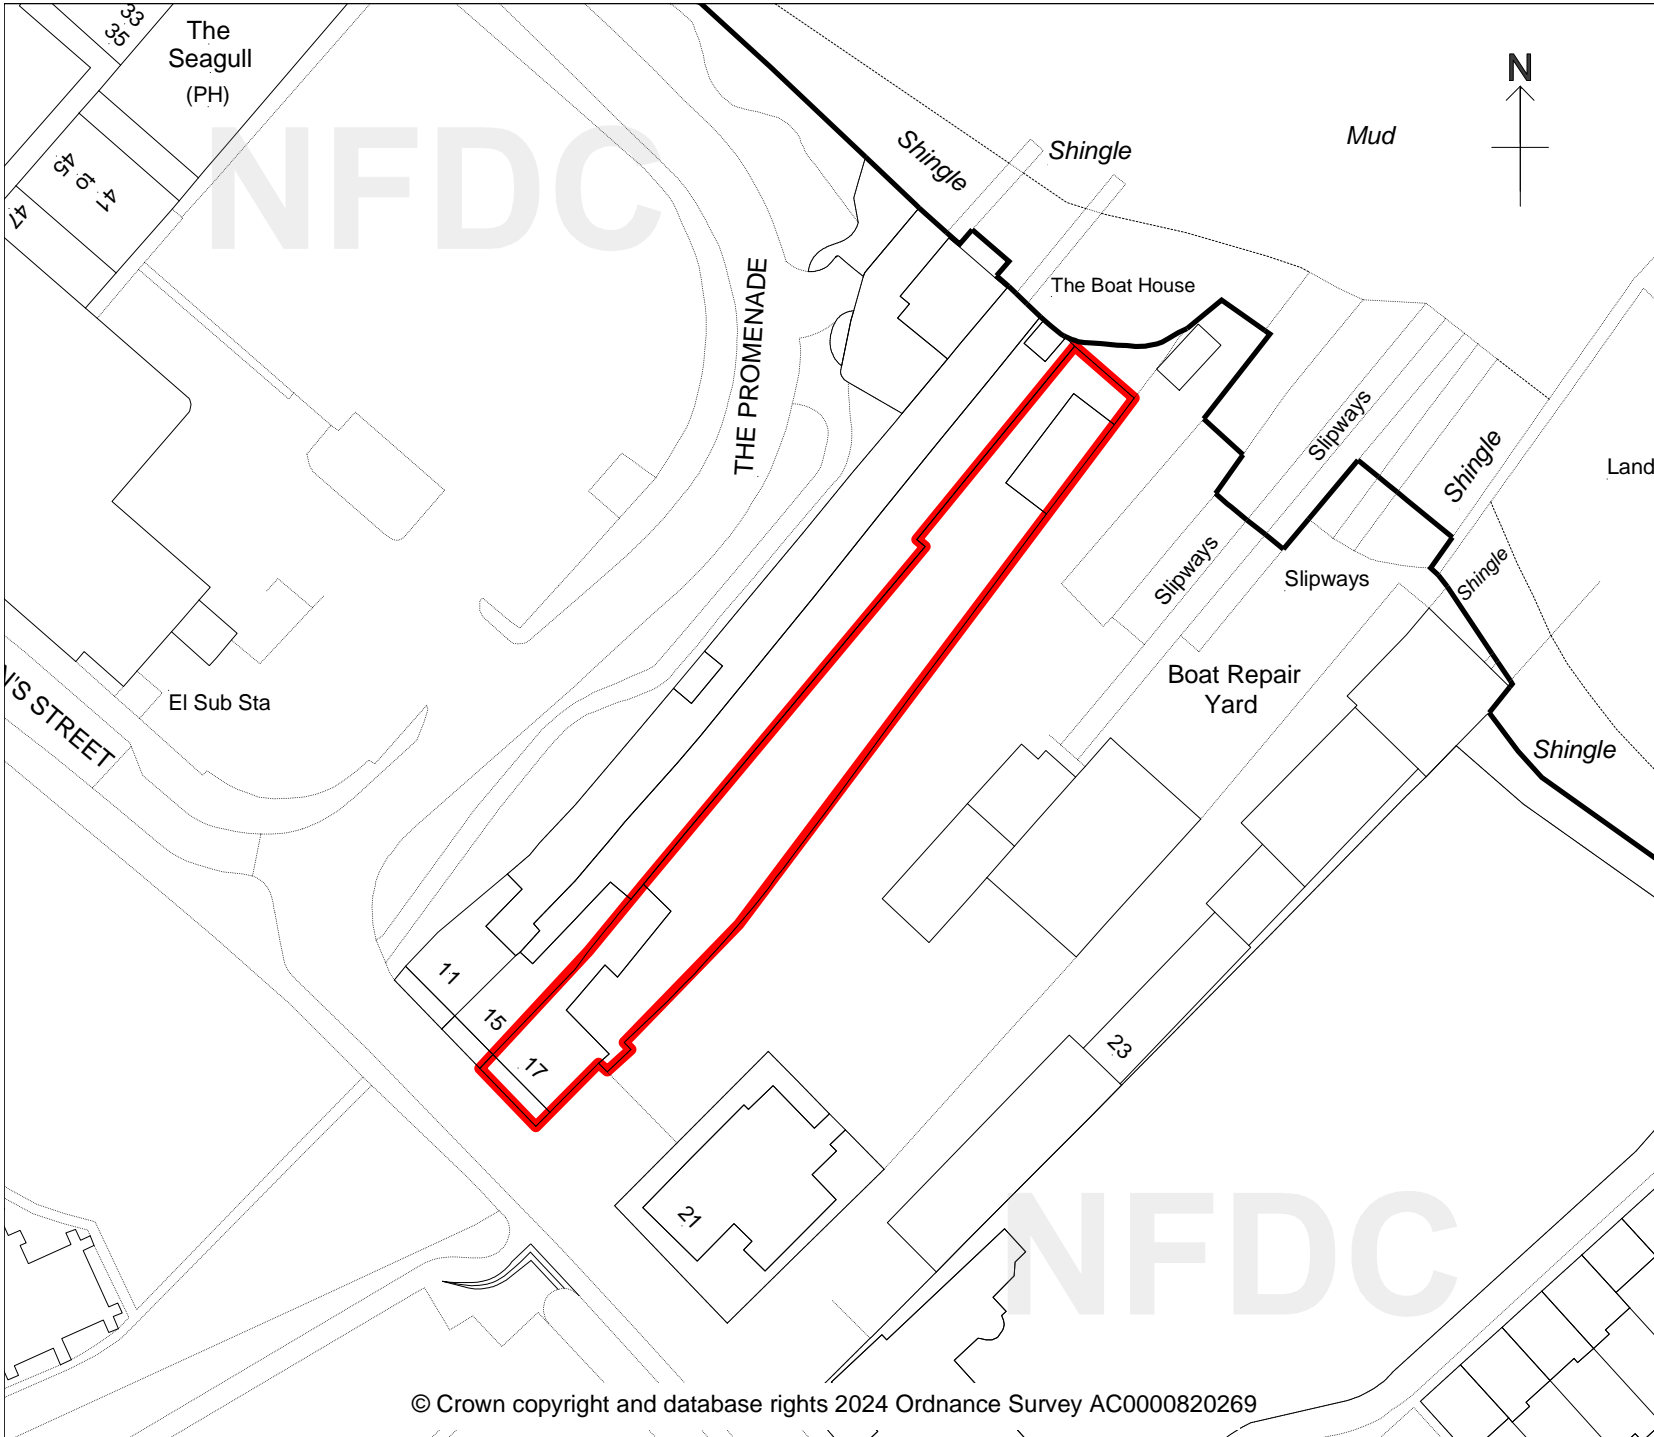 33
35
The
Seagull
(PH)
N
NFDC
Mud
Shingle
Shingle
45
to
41
47
The Boat House
THE PROMENADE
Slipways
Shingle
Land
Slipways
Slipways
Shingle
Boat Repair
Yard
El Sub Sta
N'S STREET
Shingle
11
15
17
23
21
NFDC
© Crown copyright and database rights 2024 Ordnance Survey AC0000820269